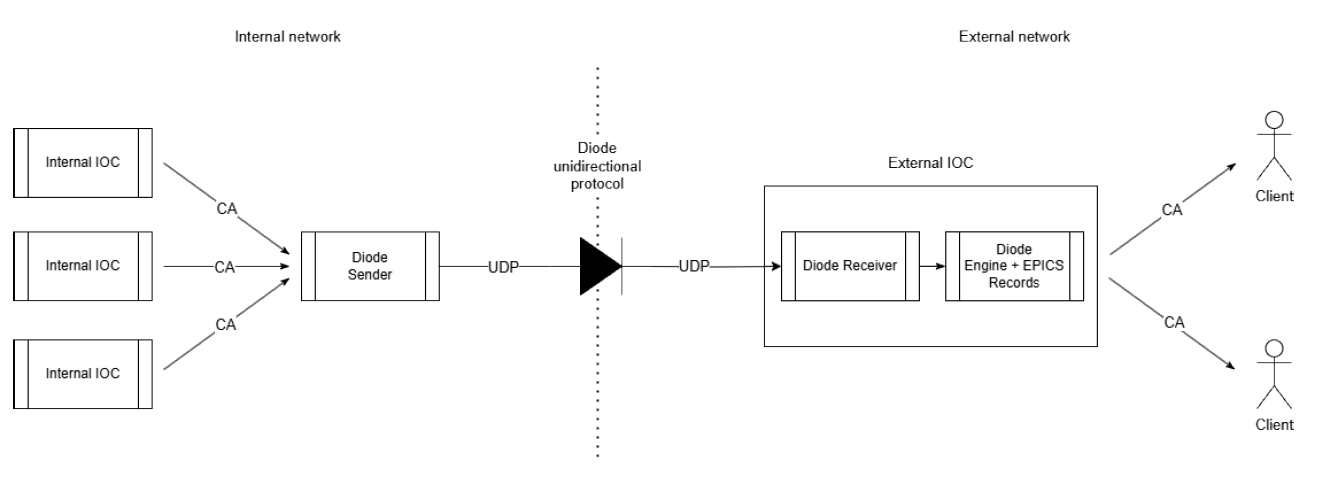 Internal network
External network
Internal IOC
Internal IOC
Internal IOC
CA
CA
CA
Diode
Sender
UDP
Diode
unidirectional
protocol
UDP
External IOC
Diode Receiver
Diode
Engine + EPICS
Records
CA
CA
Client
Client